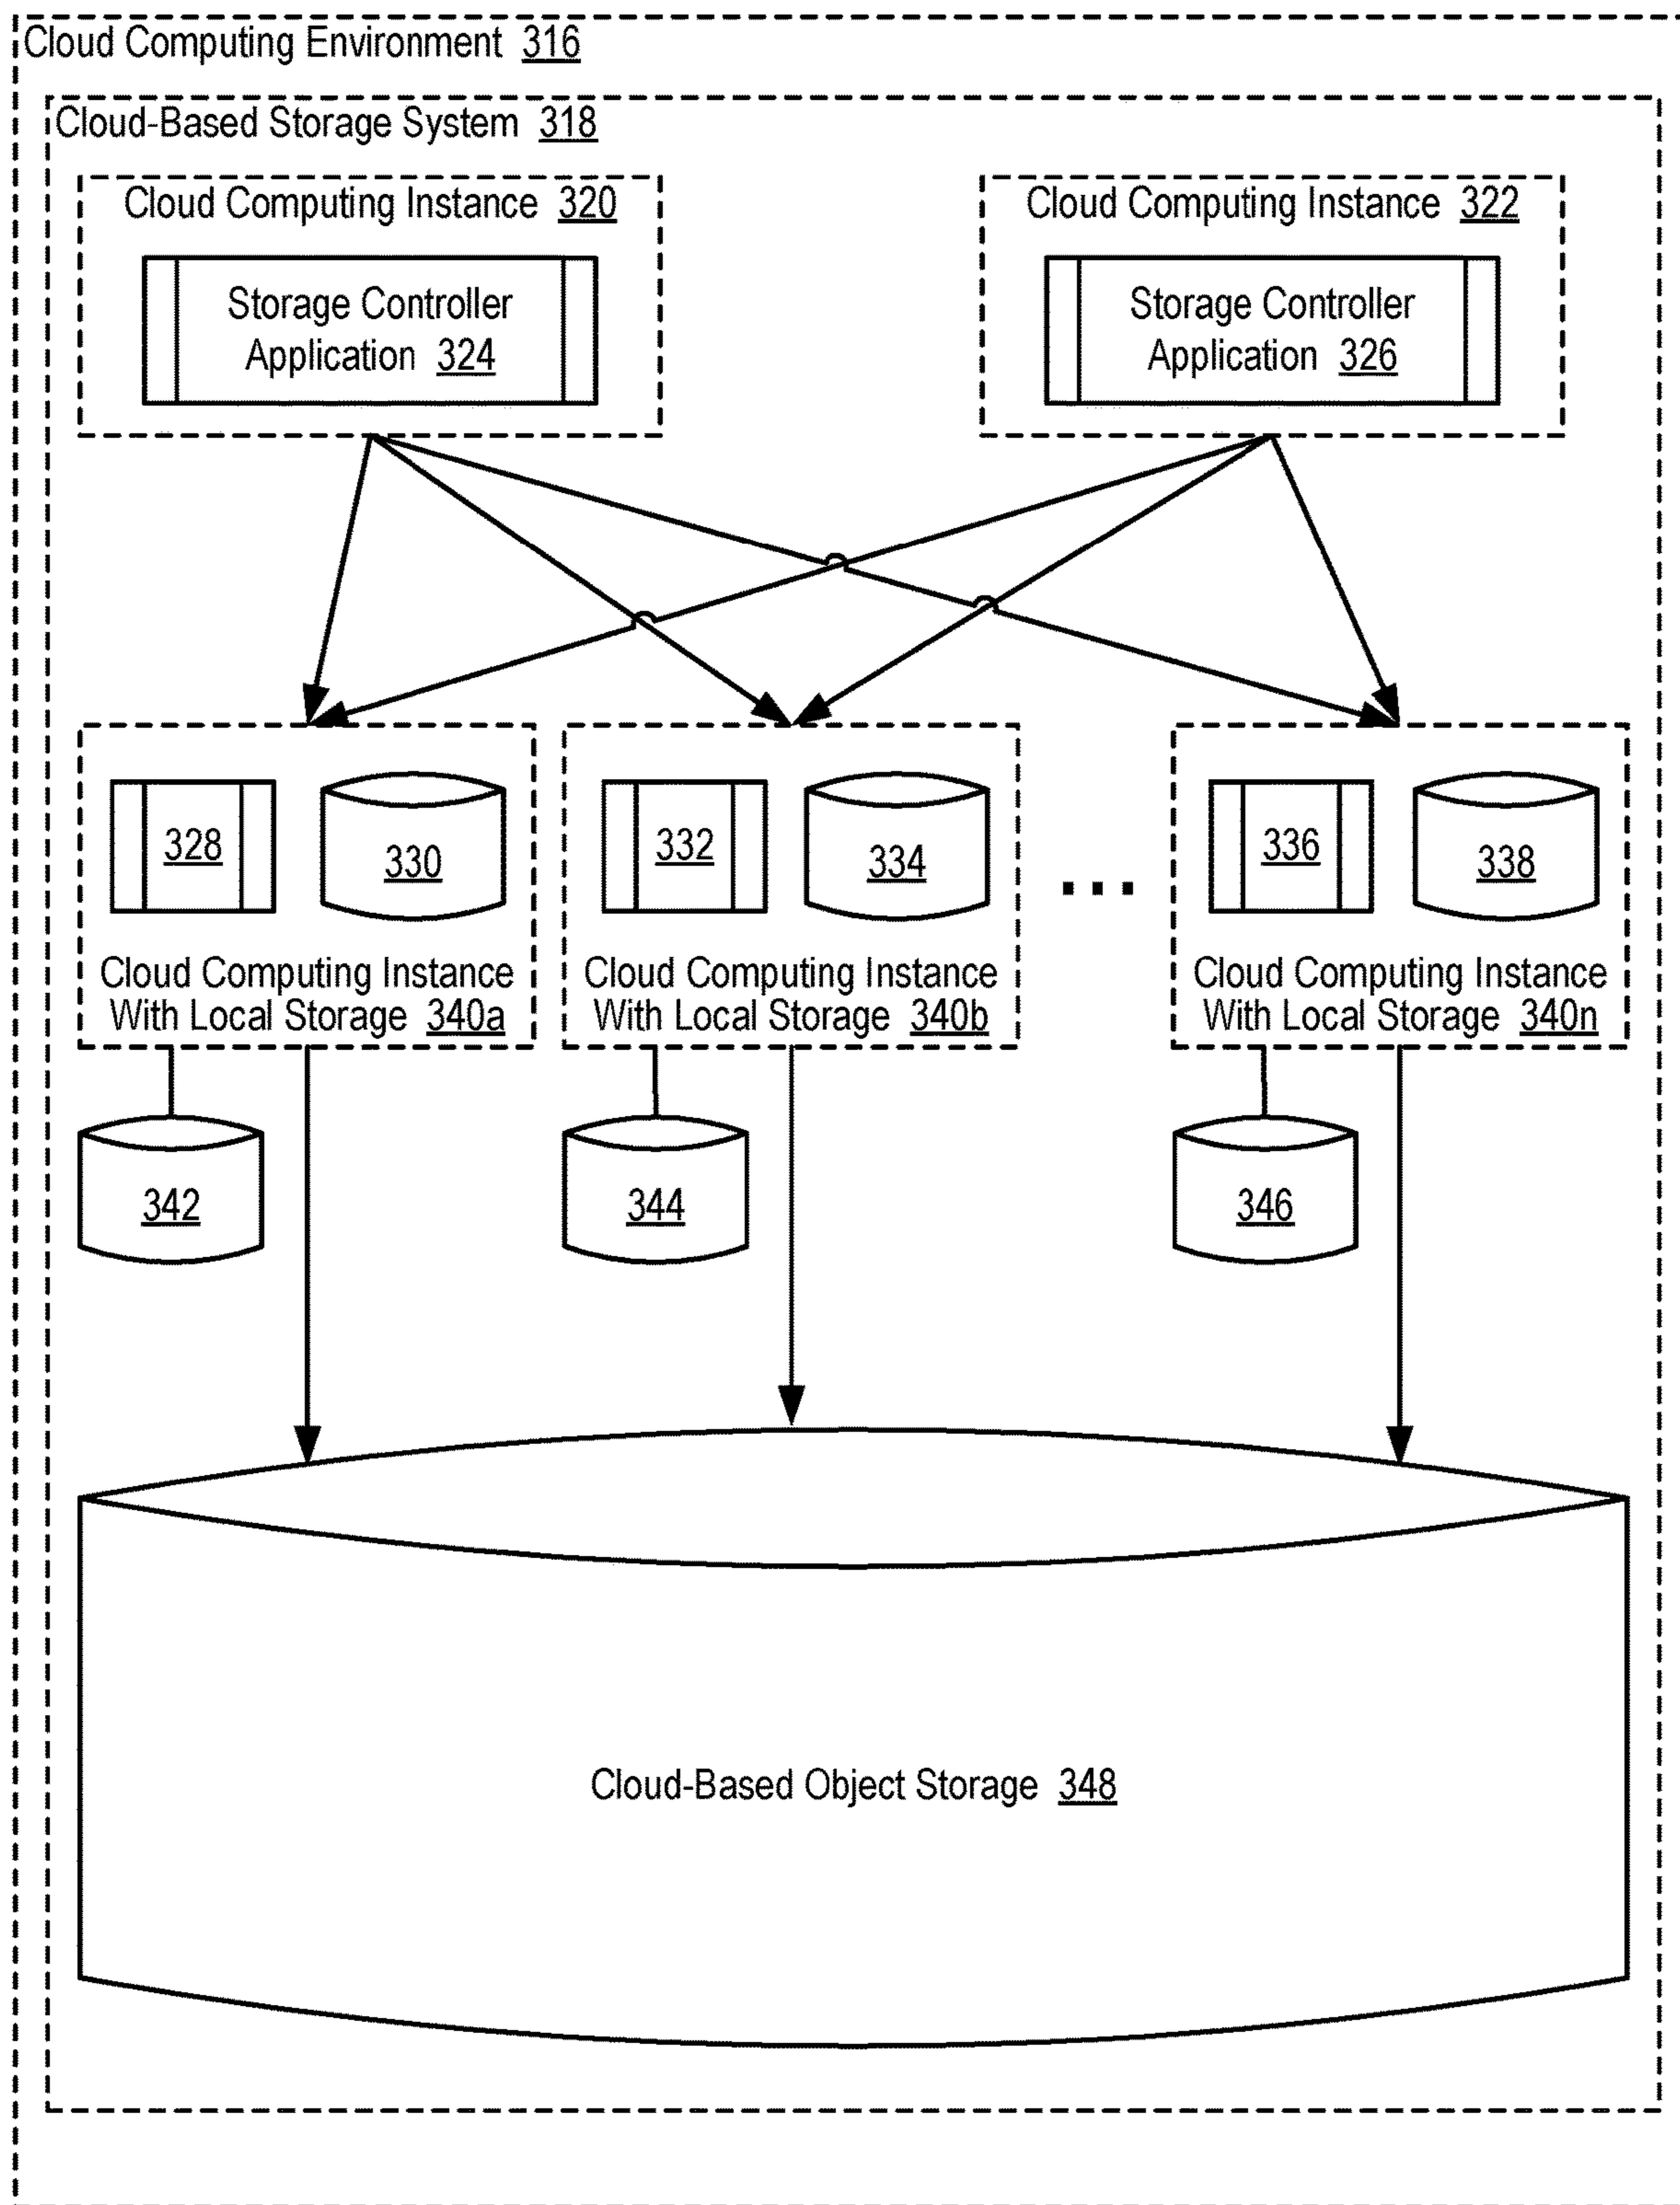 Cloud Computing Environment 316
Cloud-Based Storage System 318
Cloud Computing Instance 320
Storage Controller
Application 324
Cloud Computing Instance 322
Storage Controller
Application 326
328
330
Cloud Computing Instance
With Local Storage 340a
332
334
Cloud Computing Instance
With Local Storage 340b
...
336
338
Cloud Computing Instance
With Local Storage 340n
342
344
346
Cloud-Based Object Storage 348